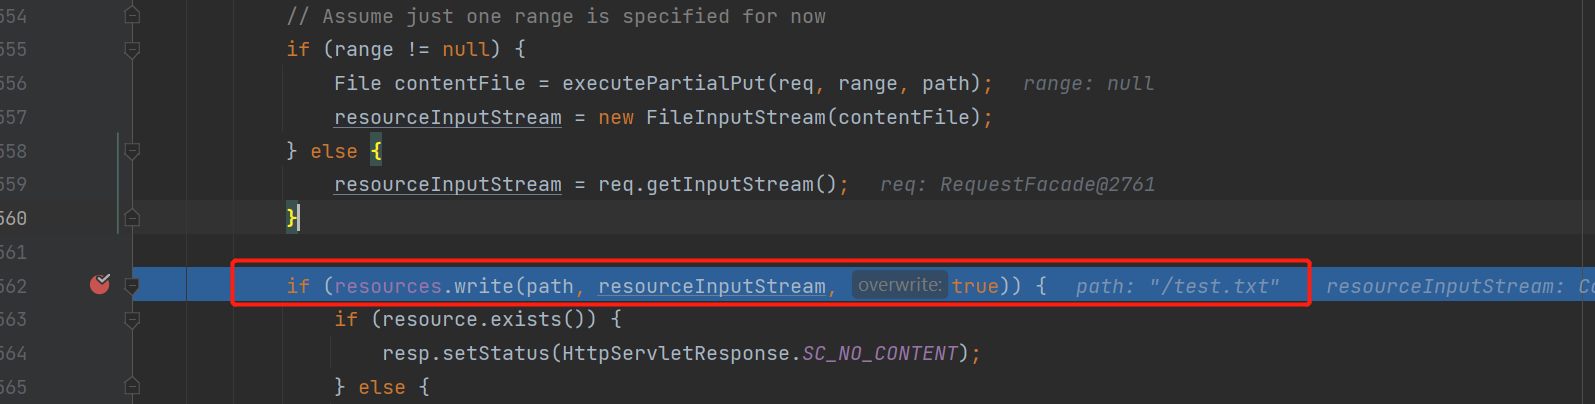 554 // Assume just one range is specified for now
555 if (range != null) {
556 File contentFile = executePartialPut(req, range, path); range: null
557 resourceInputStream = new FileInputStream(contentFile);
558 } else {
559 resourceInputStream = req.getInputStream(); req: RequestFacade@2761
560 }
561
562 if (resources.write(path, resourceInputStream, overwrite: true)) { path: "/test.txt" resourceInputStream:
563 if (resource.exists()) {
564 resp.setStatus(HttpServletResponse.SC_NO_CONTENT);
565 } else {